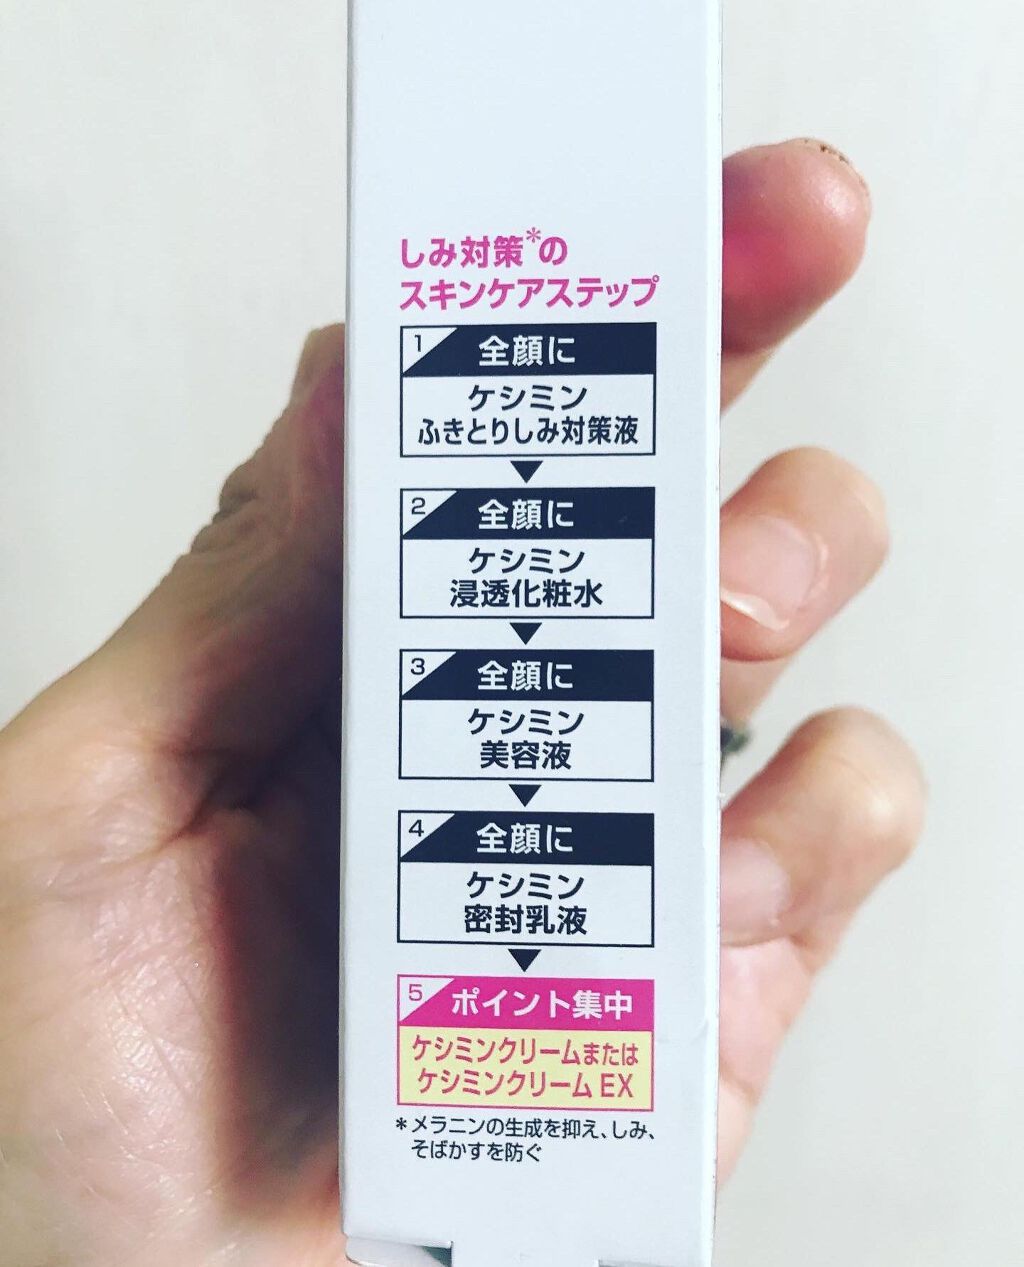 しみ対策*の
スキンケアステップ
1 全顔に
ケシミン
ふきとりしみ対策液
2 全顔に
ケシミン
浸透化粧水
3 全顔に
ケシミン
美容液
4 全顔に
ケシミン
密封乳液
5 ポイント集中
ケシミンクリームまたは
ケシミンクリームEX
*メラニンの生成を抑え、しみ、
そばかすを防ぐ